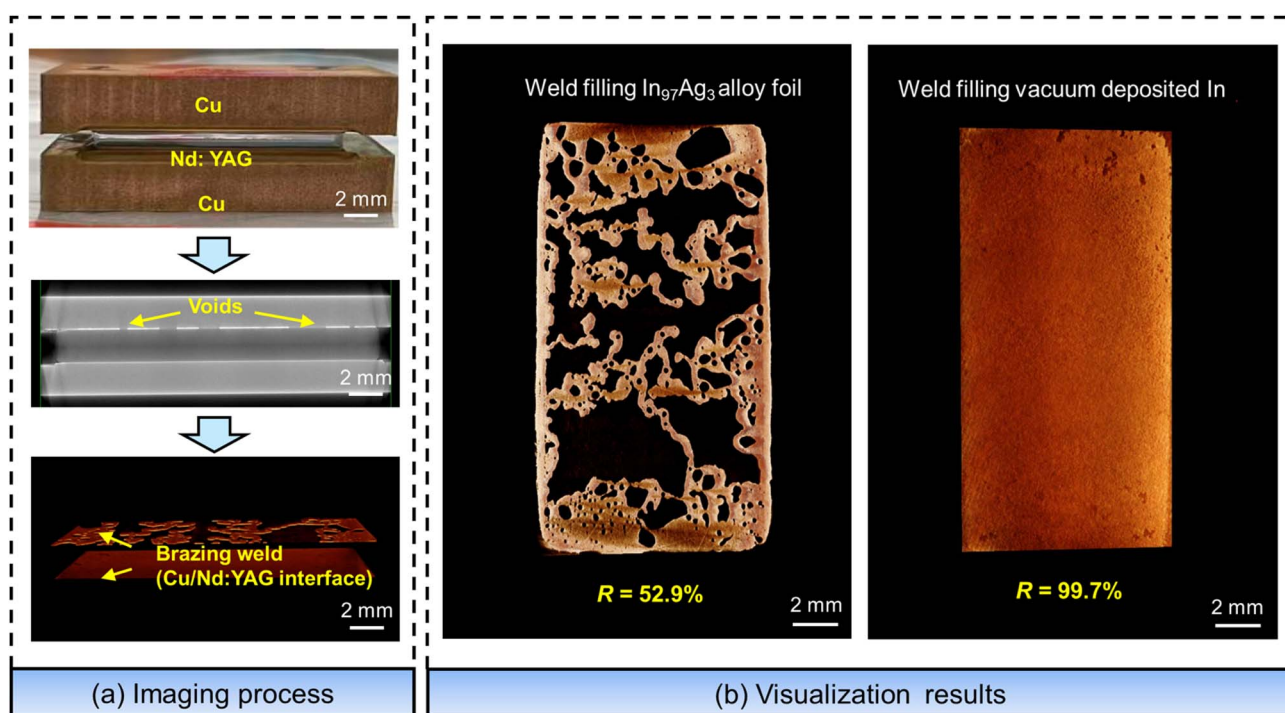 Cu
Nd: YAG
Cu
2 mm
Voids
2 mm
Brazing weld
(Cu/Nd:YAG interface)
2 mm
(a) Imaging process
Weld filling In₉₇Ag₃ alloy foil
R = 52.9%
2 mm
Weld filling vacuum deposited In
R = 99.7%
2 mm
(b) Visualization results